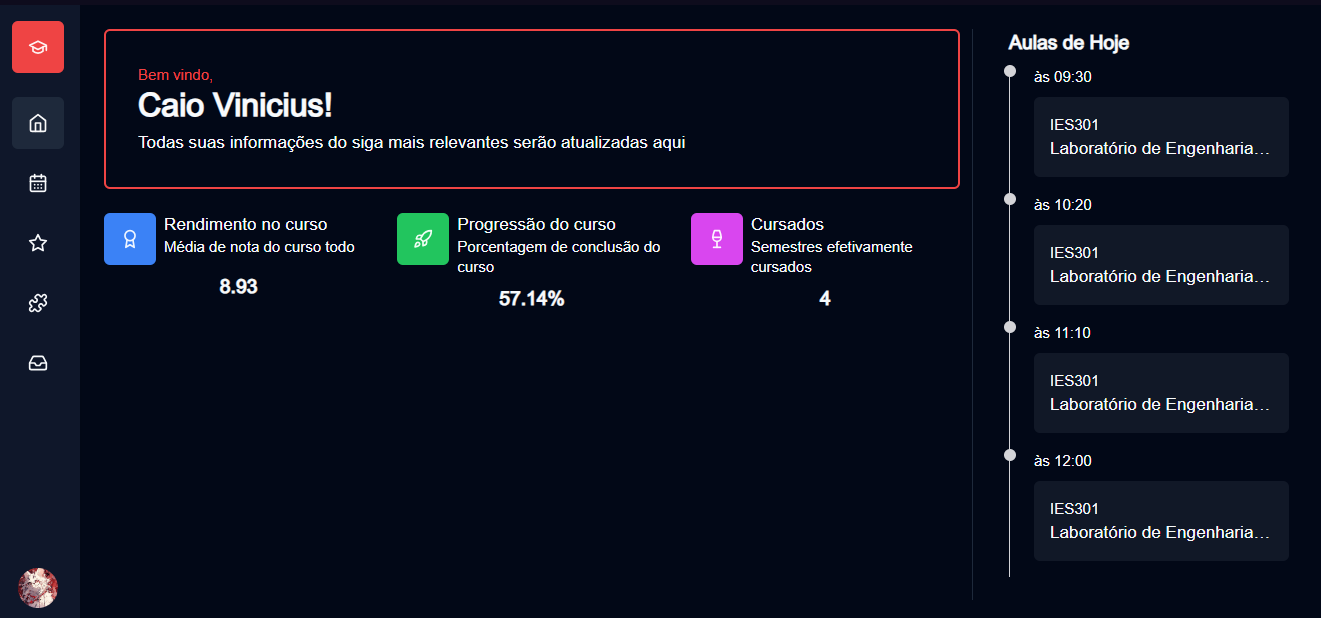 Bem vindo,
Caio Vinicius!
Todas suas informações do siga mais relevantes serão atualizadas aqui
Rendimento no curso
Média de nota do curso todo
8.93
Progressão do curso
Porcentagem de conclusão do
curso
57.14%
Cursados
Semestres efetivamente
cursados
4
Aulas de Hoje
às 09:30
IES301
Laboratório de Engenharia…
às 10:20
IES301
Laboratório de Engenharia…
às 11:10
IES301
Laboratório de Engenharia…
às 12:00
IES301
Laboratório de Engenharia…